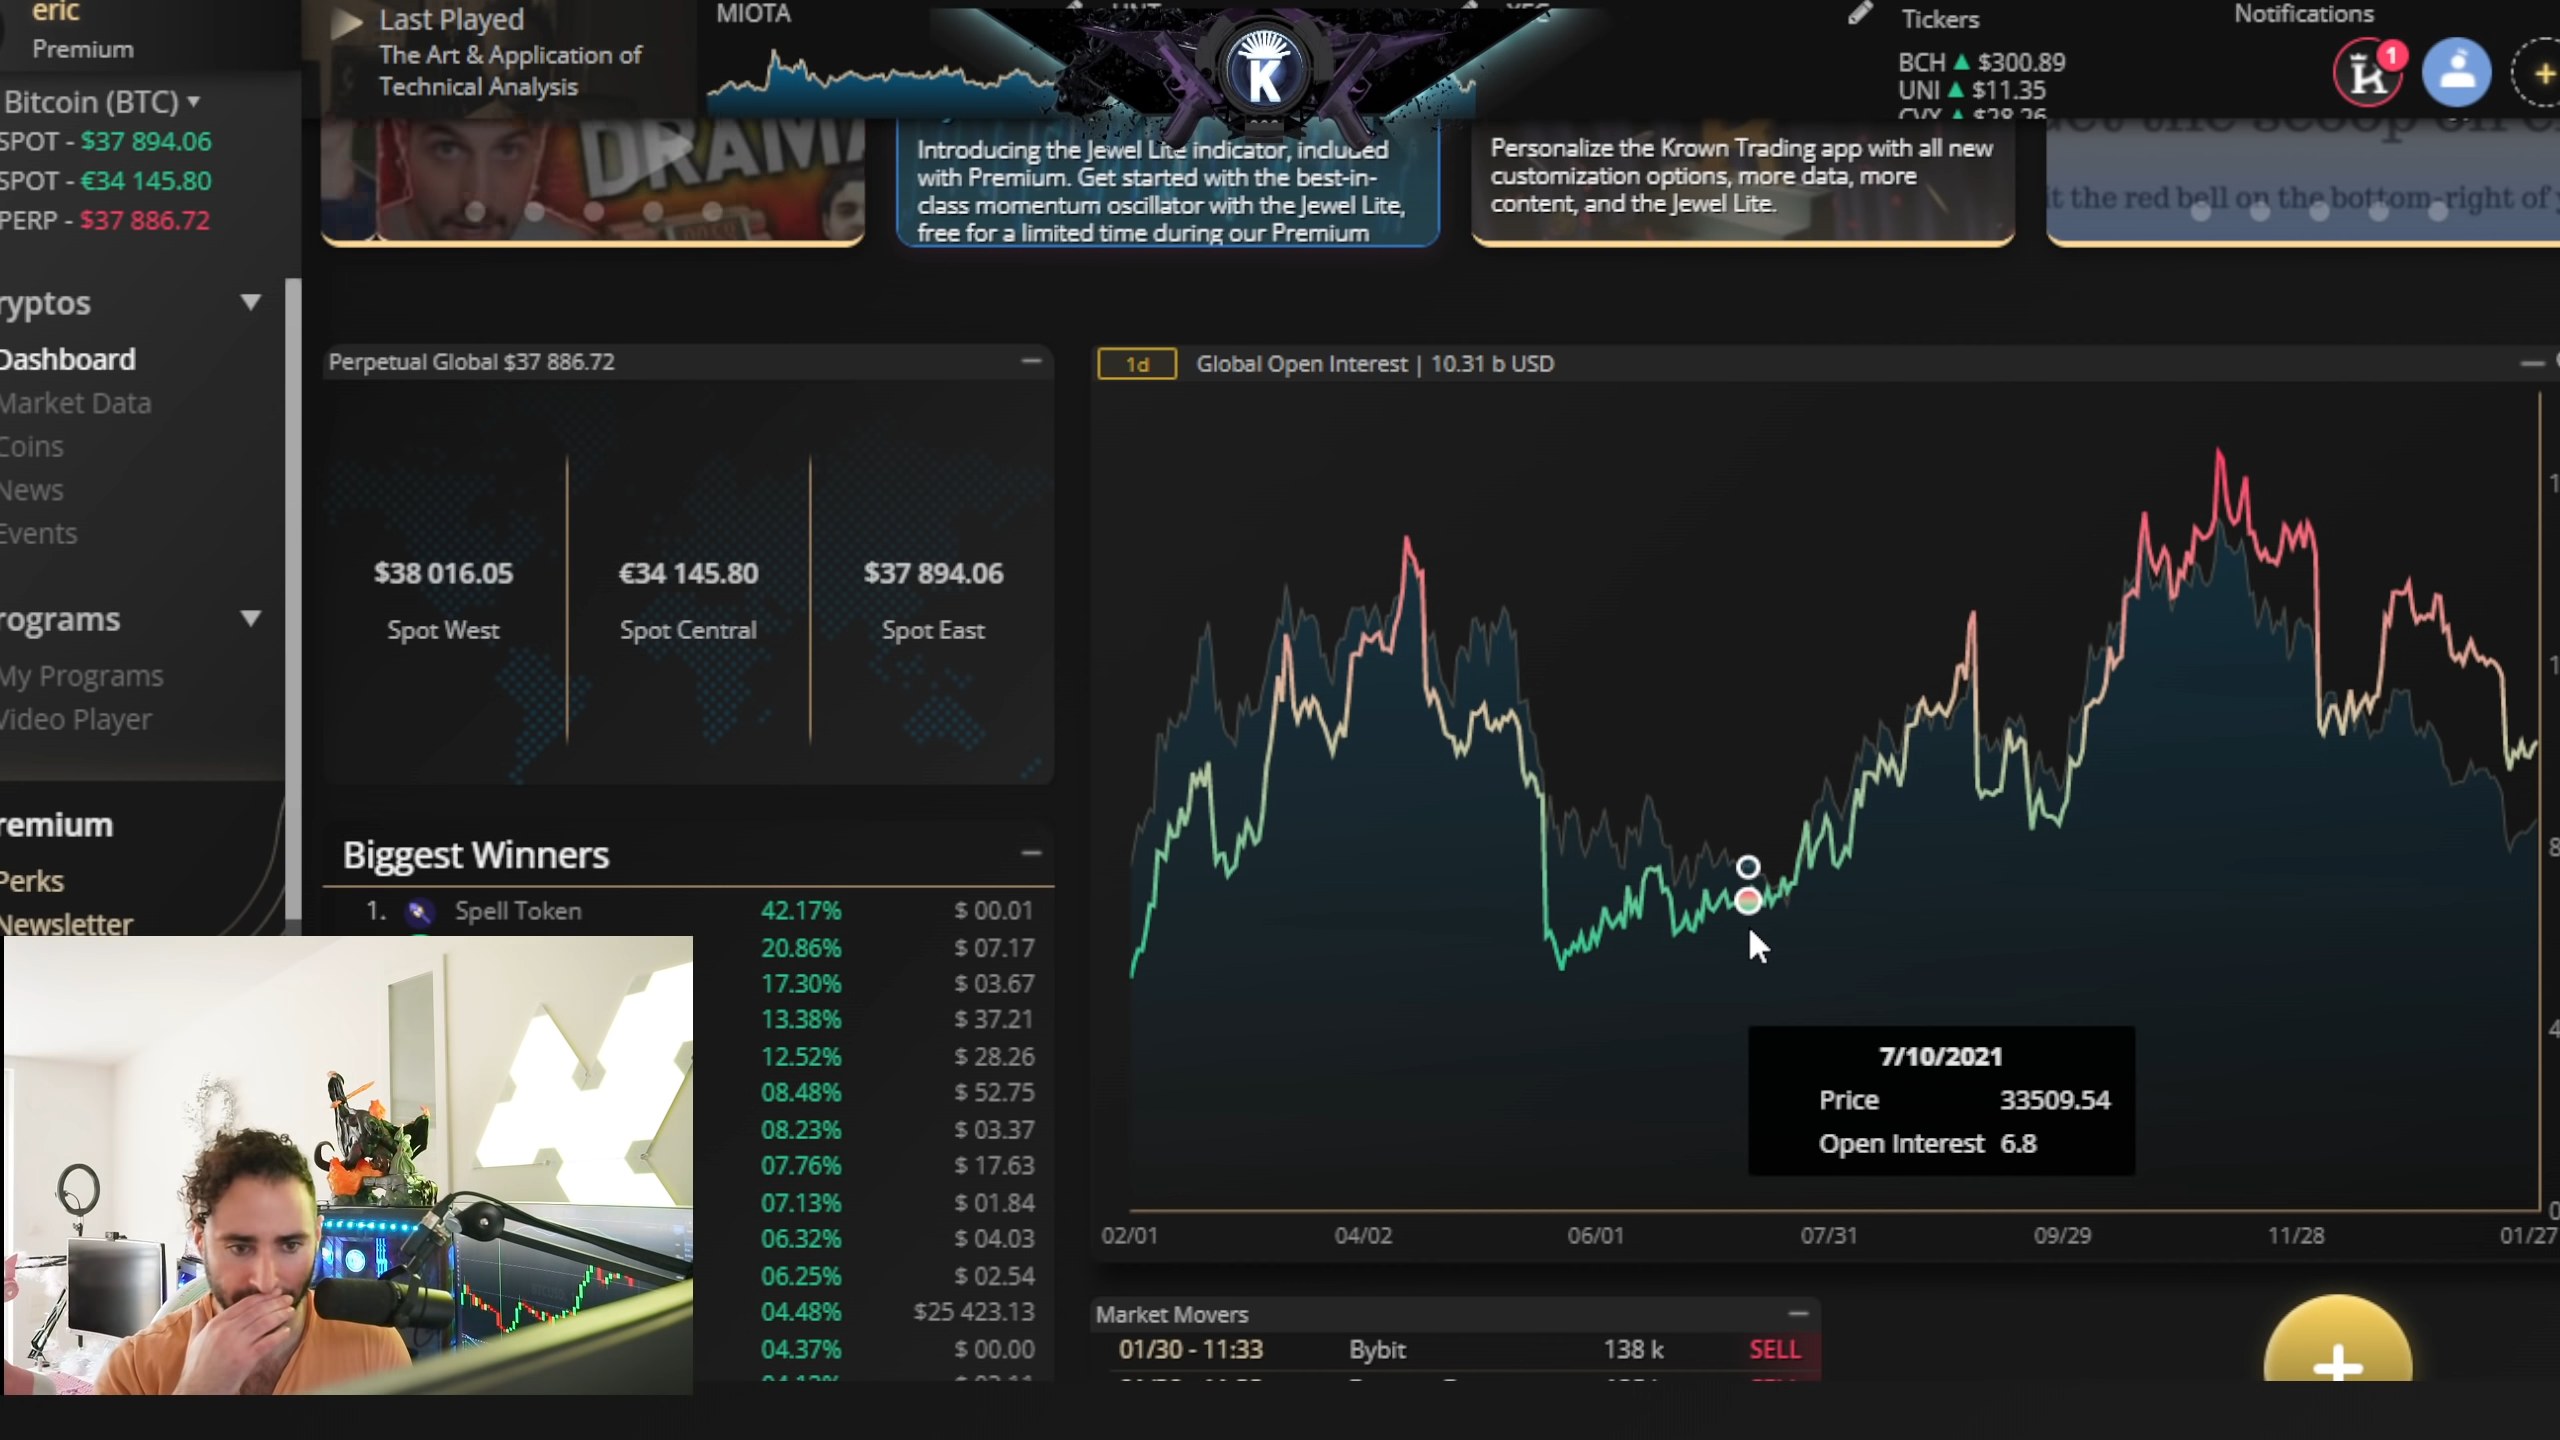 eric
Premium
Bitcoin (BTC)
SPOT - $37 894.06
SPOT - €34 145.80
PERP - $37 886.72
ryptos
Dashboard
Market Data
Coins
News
Events
rograms
My Programs
Video Player
remium
Perks
Newsletter
Last Played
The Art & Application of
Technical Analysis
MIOTA
K
Tickers
BCH ▲ $300.89
UNI ▲ $11.35
CVX ▲ $28.26
Notifications
1
DRAMA
Introducing the Jewel Lite indicator, included
with Premium. Get started with the best-in-
class momentum oscillator with the Jewel Lite,
free for a limited time during our Premium
Personalize the Krown Trading app with all new
customization options, more data, more
content, and the Jewel Lite.
the scoop on
it the red bell on the bottom-right of
Perpetual Global $37 886.72
$38 016.05
Spot West
€34 145.80
Spot Central
$37 894.06
Spot East
Biggest Winners
1. Spell Token 42.17% $ 00.01
20.86% $ 07.17
17.30% $ 03.67
13.38% $ 37.21
12.52% $ 28.26
08.48% $ 52.75
08.23% $ 03.37
07.76% $ 17.63
07.13% $ 01.84
06.32% $ 04.03
06.25% $ 02.54
04.48% $25 423.13
04.37% $ 00.00
1d
Global Open Interest | 10.31 b USD
7/10/2021
Price 33509.54
Open Interest 6.8
02/01 04/02 06/01 07/31 09/29 11/28 01/27
Market Movers
01/30 - 11:33 Bybit 138 k SELL